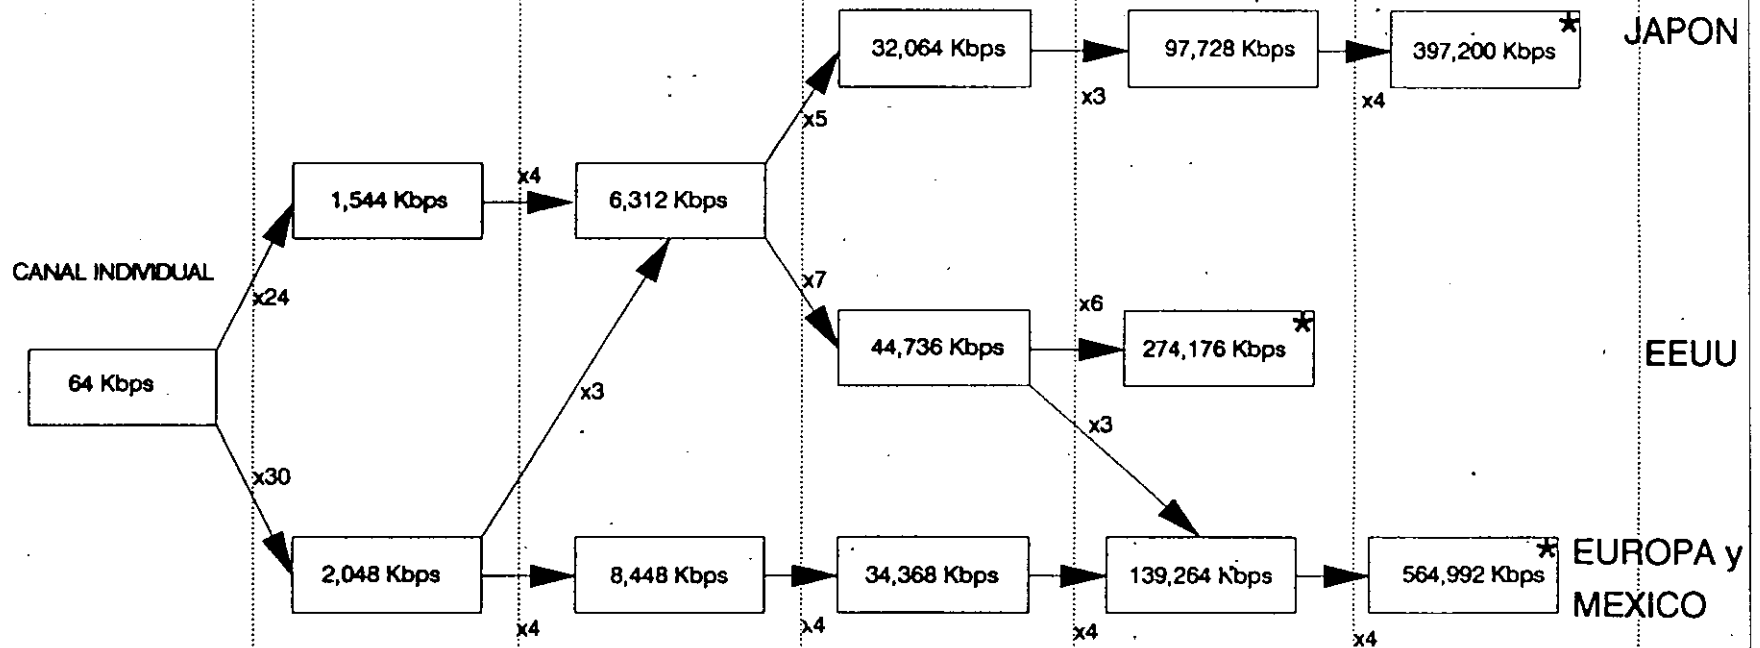 32,064 Kbps
97,728 Kbps
397,200 Kbps
*
JAPON
x3
x4
x5
1,544 Kbps
x4
6,312 Kbps
CANAL INDIVIDUAL
x24
x7
x6
64 Kbps
44,736 Kbps
274,176 Kbps
*
EEUU
x3
x3
x30
2,048 Kbps
8,448 Kbps
34,368 Kbps
139,264 Kbps
564,992 Kbps
*
EUROPA y
MEXICO
x4
x4
x4
x4